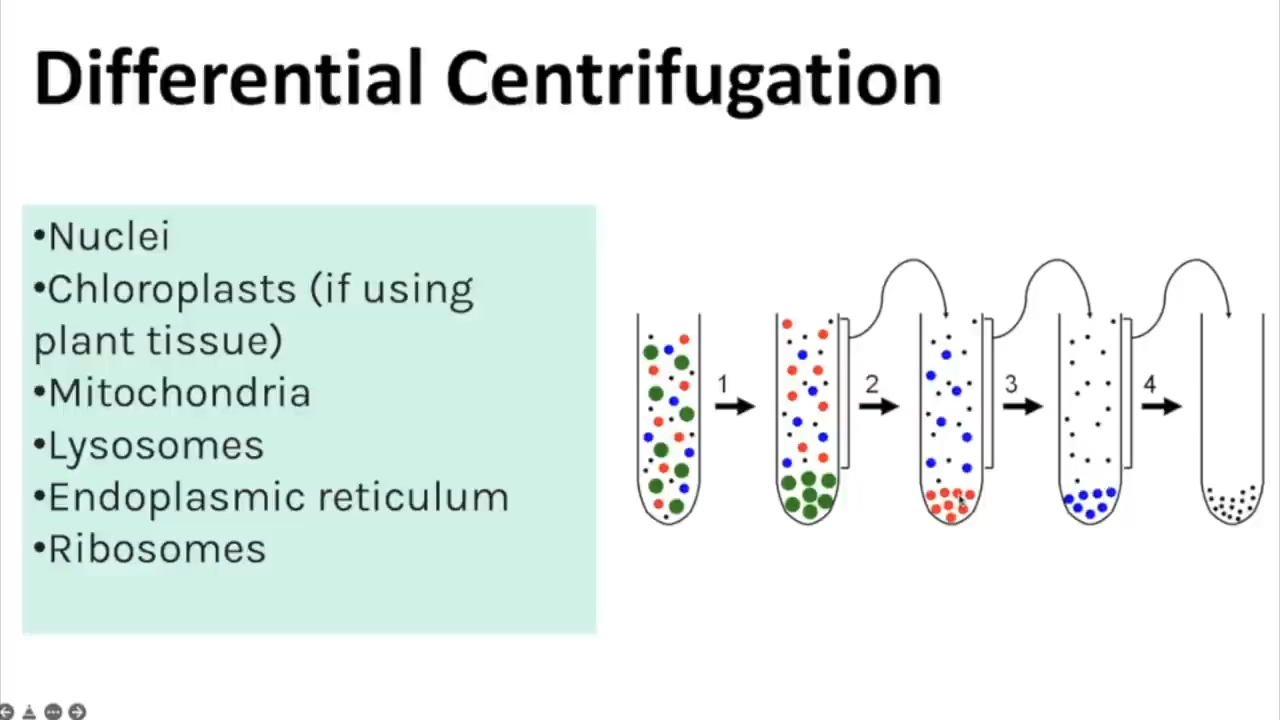 Differential Centrifugation
•Nuclei
•Chloroplasts (if using
plant tissue)
•Mitochondria
•Lysosomes
•Endoplasmic reticulum
•Ribosomes
1
2
3
4